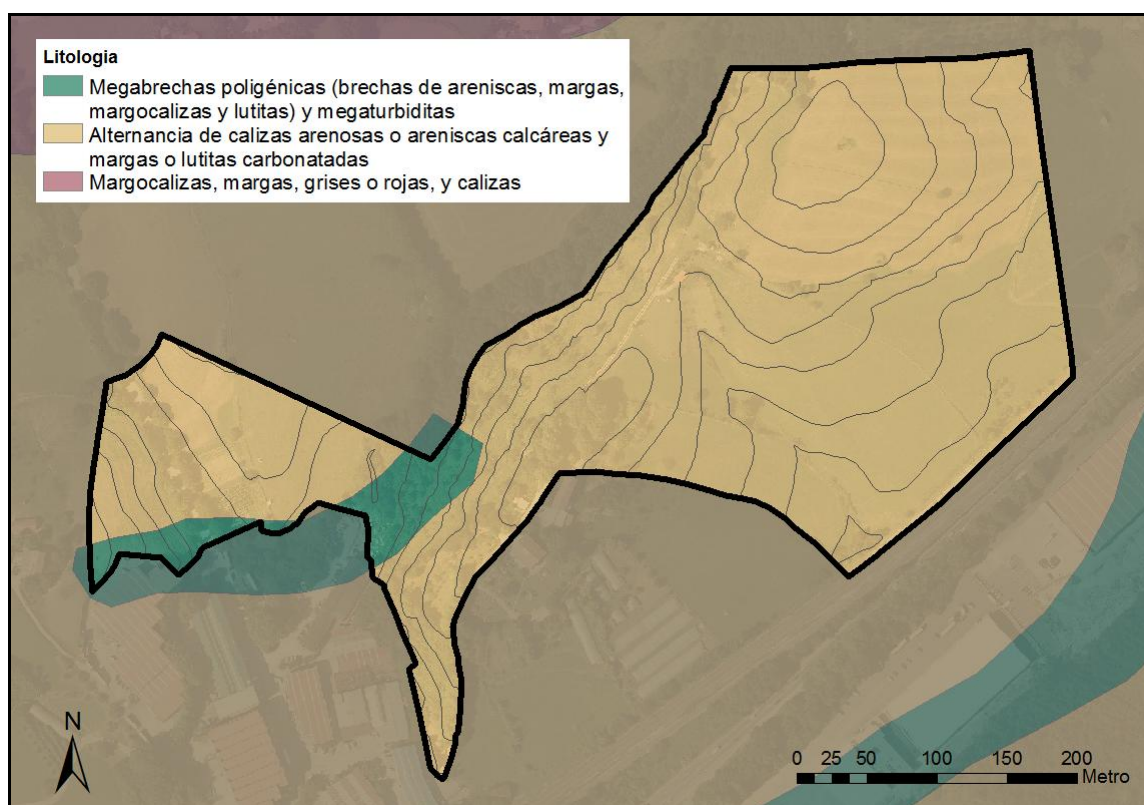 Litologia
Megabrechas poligénicas (brechas de areniscas, margas,
margocalizas y lutitas) y megaturbiditas
Alternancia de calizas arenosas o areniscas calcáreas y
margas o lutitas carbonatadas
Margocalizas, margas, grises o rojas, y calizas
N
0 25 50 100 150 200
Metro